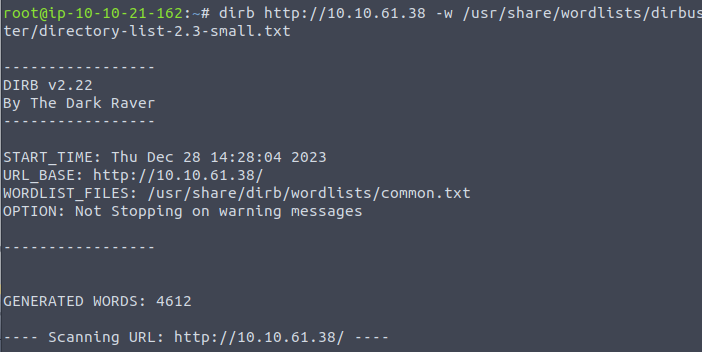 root@ip-10-10-21-162:~# dirb http://10.10.61.38 -w /usr/share/wordlists/dirbus
ter/directory-list-2.3-small.txt
-----------------
DIRB v2.22
By The Dark Raver
-----------------
START_TIME: Thu Dec 28 14:28:04 2023
URL_BASE: http://10.10.61.38/
WORDLIST_FILES: /usr/share/dirb/wordlists/common.txt
OPTION: Not Stopping on warning messages
-----------------
GENERATED WORDS: 4612
---- Scanning URL: http://10.10.61.38/ ----